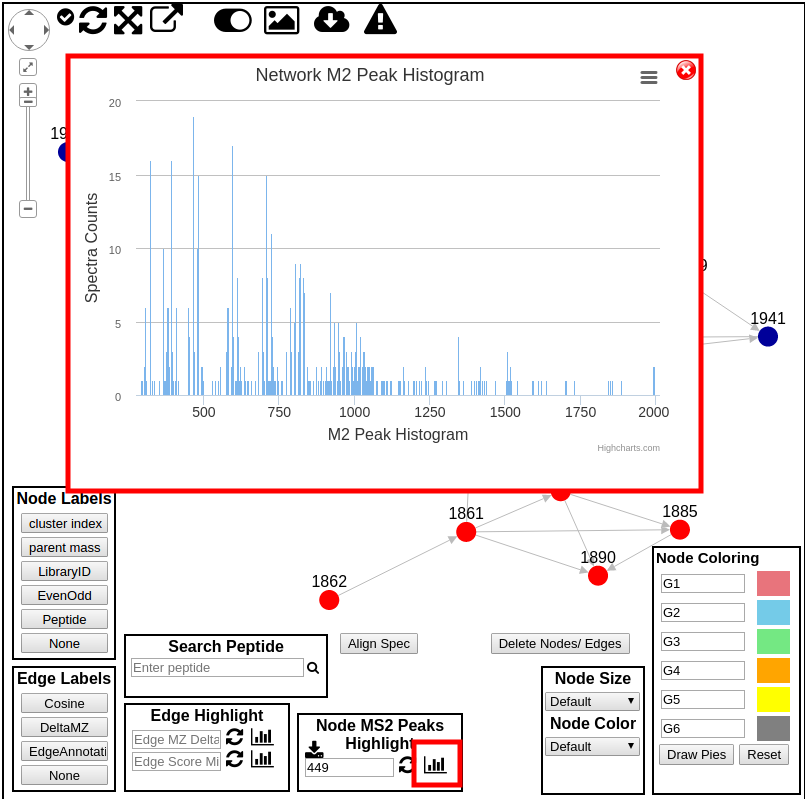 Network M2 Peak Histogram
20
15
10
5
0
Spectra Counts
500 750 1000 1250 1500 1750 2000
M2 Peak Histogram
Highcharts.com
19
9
1941
1861
1885
1890
1862
Node Labels
cluster index
parent mass
LibraryID
EvenOdd
Peptide
None
Edge Labels
Cosine
DeltaMZ
EdgeAnnotati
None
Search Peptide
Enter peptide
Align Spec
Delete Nodes/ Edges
Edge Highlight
Edge MZ Delta
Edge Score Mi
Node MS2 Peaks
Highlight
449
Node Size
Default
Node Color
Default
Node Coloring
G1
G2
G3
G4
G5
G6
Draw Pies
Reset